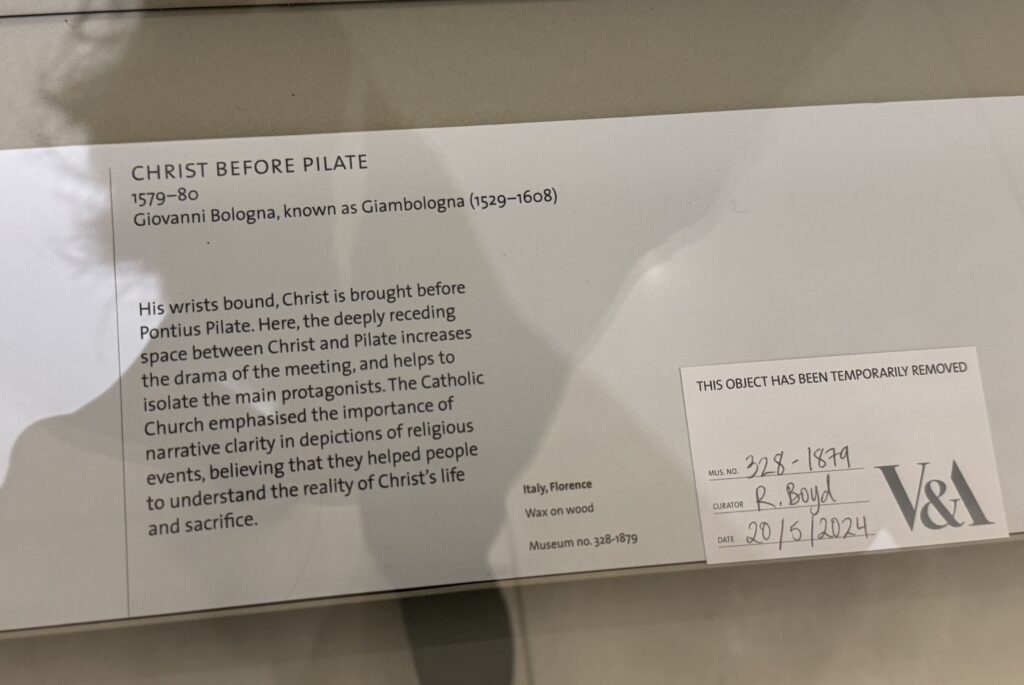 CHRIST BEFORE PILATE
1579–80
Giovanni Bologna, known as Giambologna (1529–1608)
His wrists bound, Christ is brought before
Pontius Pilate. Here, the deeply receding
space between Christ and Pilate increases
the drama of the meeting, and helps to
isolate the main protagonists. The Catholic
Church emphasised the importance of
narrative clarity in depictions of religious
events, believing that they helped people
to understand the reality of Christ's life
and sacrifice.
Italy, Florence
Wax on wood
Museum no. 328-1879
THIS OBJECT HAS BEEN TEMPORARILY REMOVED
MUS. NO. 328-1879
CURATOR R. Boyd
DATE 20/5/2024
V&A